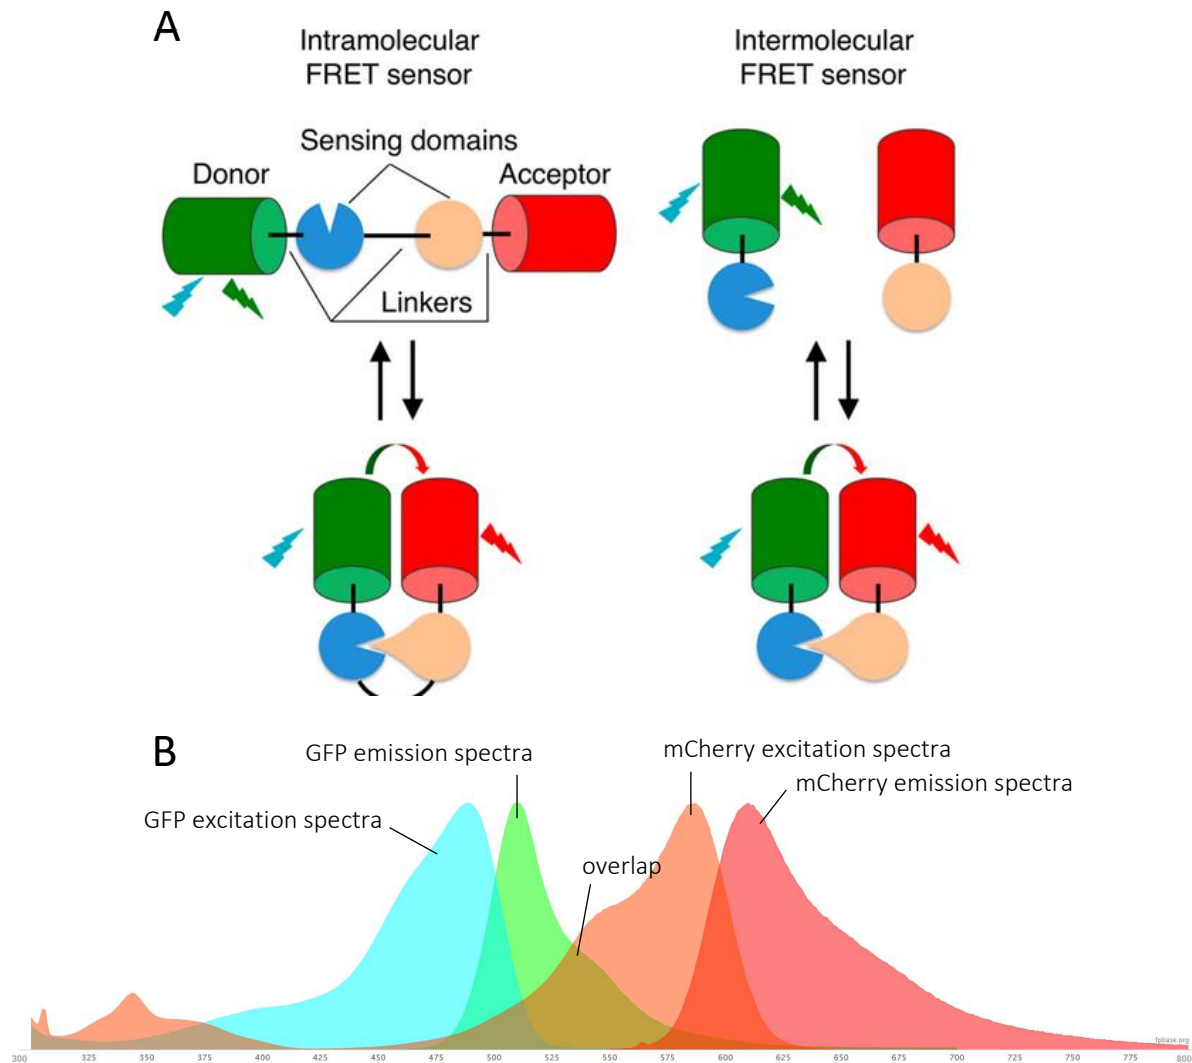 A
Intramolecular
FRET sensor
Intermolecular
FRET sensor
Sensing domains
Donor
Acceptor
Linkers
B
GFP emission spectra
mCherry excitation spectra
mCherry emission spectra
GFP excitation spectra
overlap
fpbase.org
300 325 350 375 400 425 450 475 500 525 550 575 600 625 650 675 700 725 750 775 800